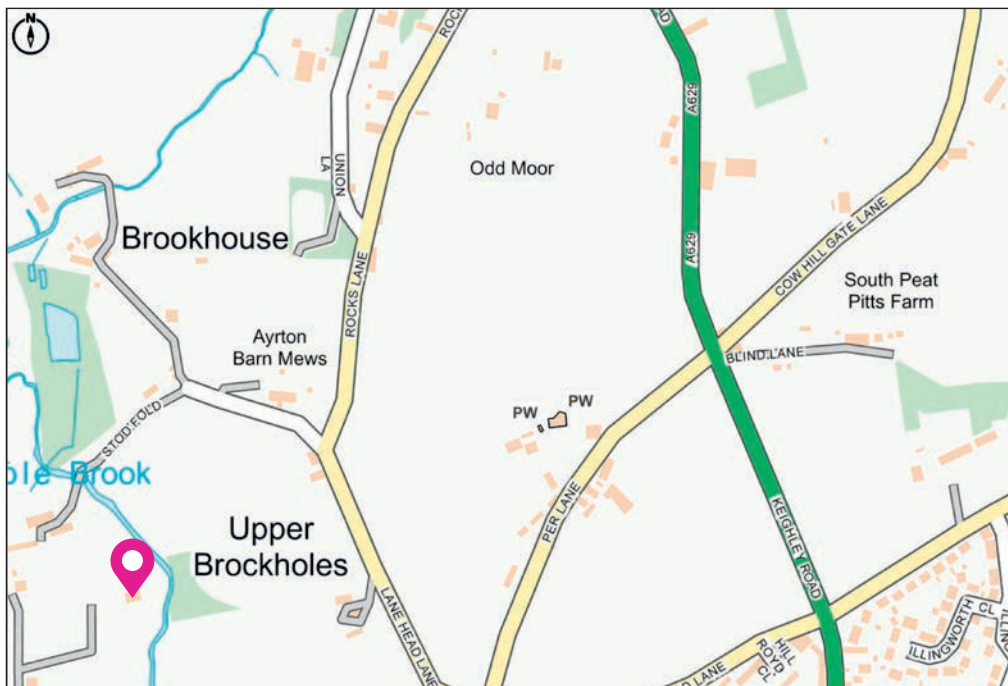 N
ROCK
UNION
LA
Odd Moor
A629
Brookhouse
ROCKS LANE
A629
COW HILL GATE LANE
South Peat
Pitts Farm
Ayrton
Barn Mews
BLIND LANE
PW
PW
STOD FOLD
ble Brook
PER LANE
KEIGHLEY ROAD
Upper
Brockholes
LANE HEAD LANE
ILLINGWORTH
CL
HILL
ROYD
CL
D LANE